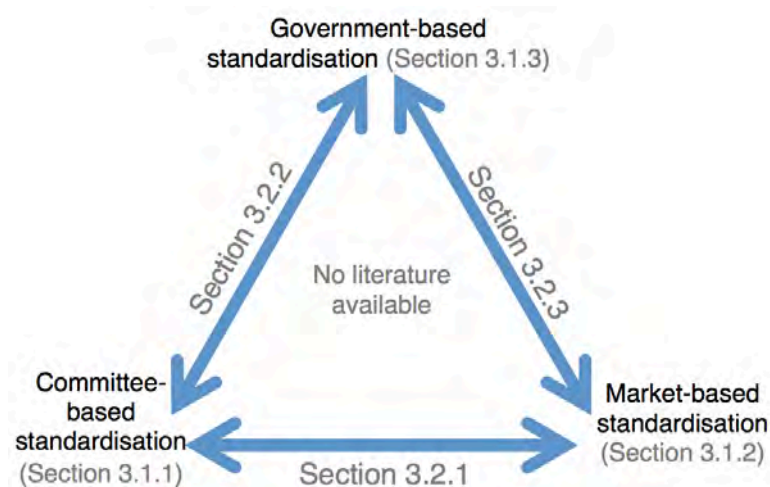 Government-based
standardisation (Section 3.1.3)
Section 3.2.2
Section 3.2.3
No literature
available
Committee-
based
standardisation
(Section 3.1.1)
Market-based
standardisation
(Section 3.1.2)
Section 3.2.1